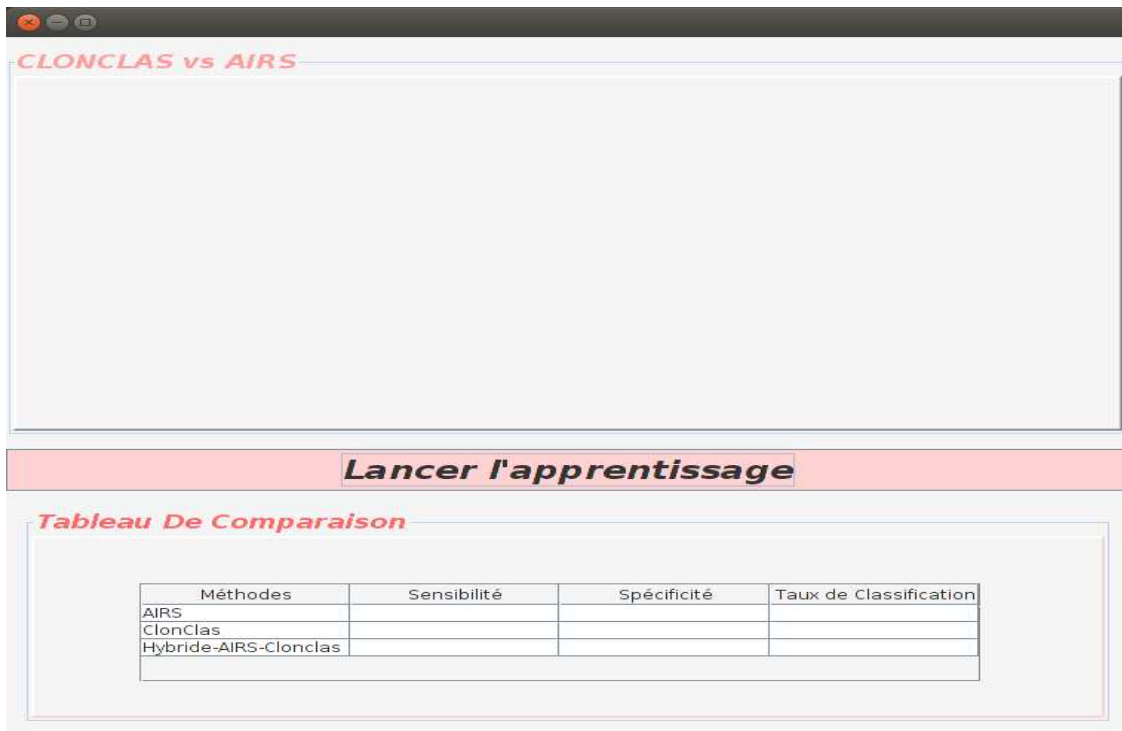 CLONCLAS vs AIRS
Lancer l'apprentissage
Tableau De Comparaison
Méthodes Sensibilité Spécificité Taux de Classification
AIRS
ClonClas
Hybride-AIRS-Clonclas